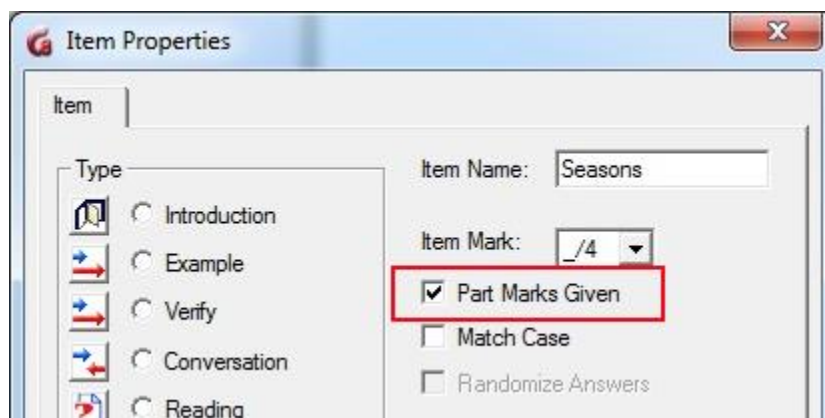 Item Properties
Item
Type
Introduction
Example
Verify
Conversation
Reading
Item Name: Seasons
Item Mark: _/4
Part Marks Given
Match Case
Randomize Answers